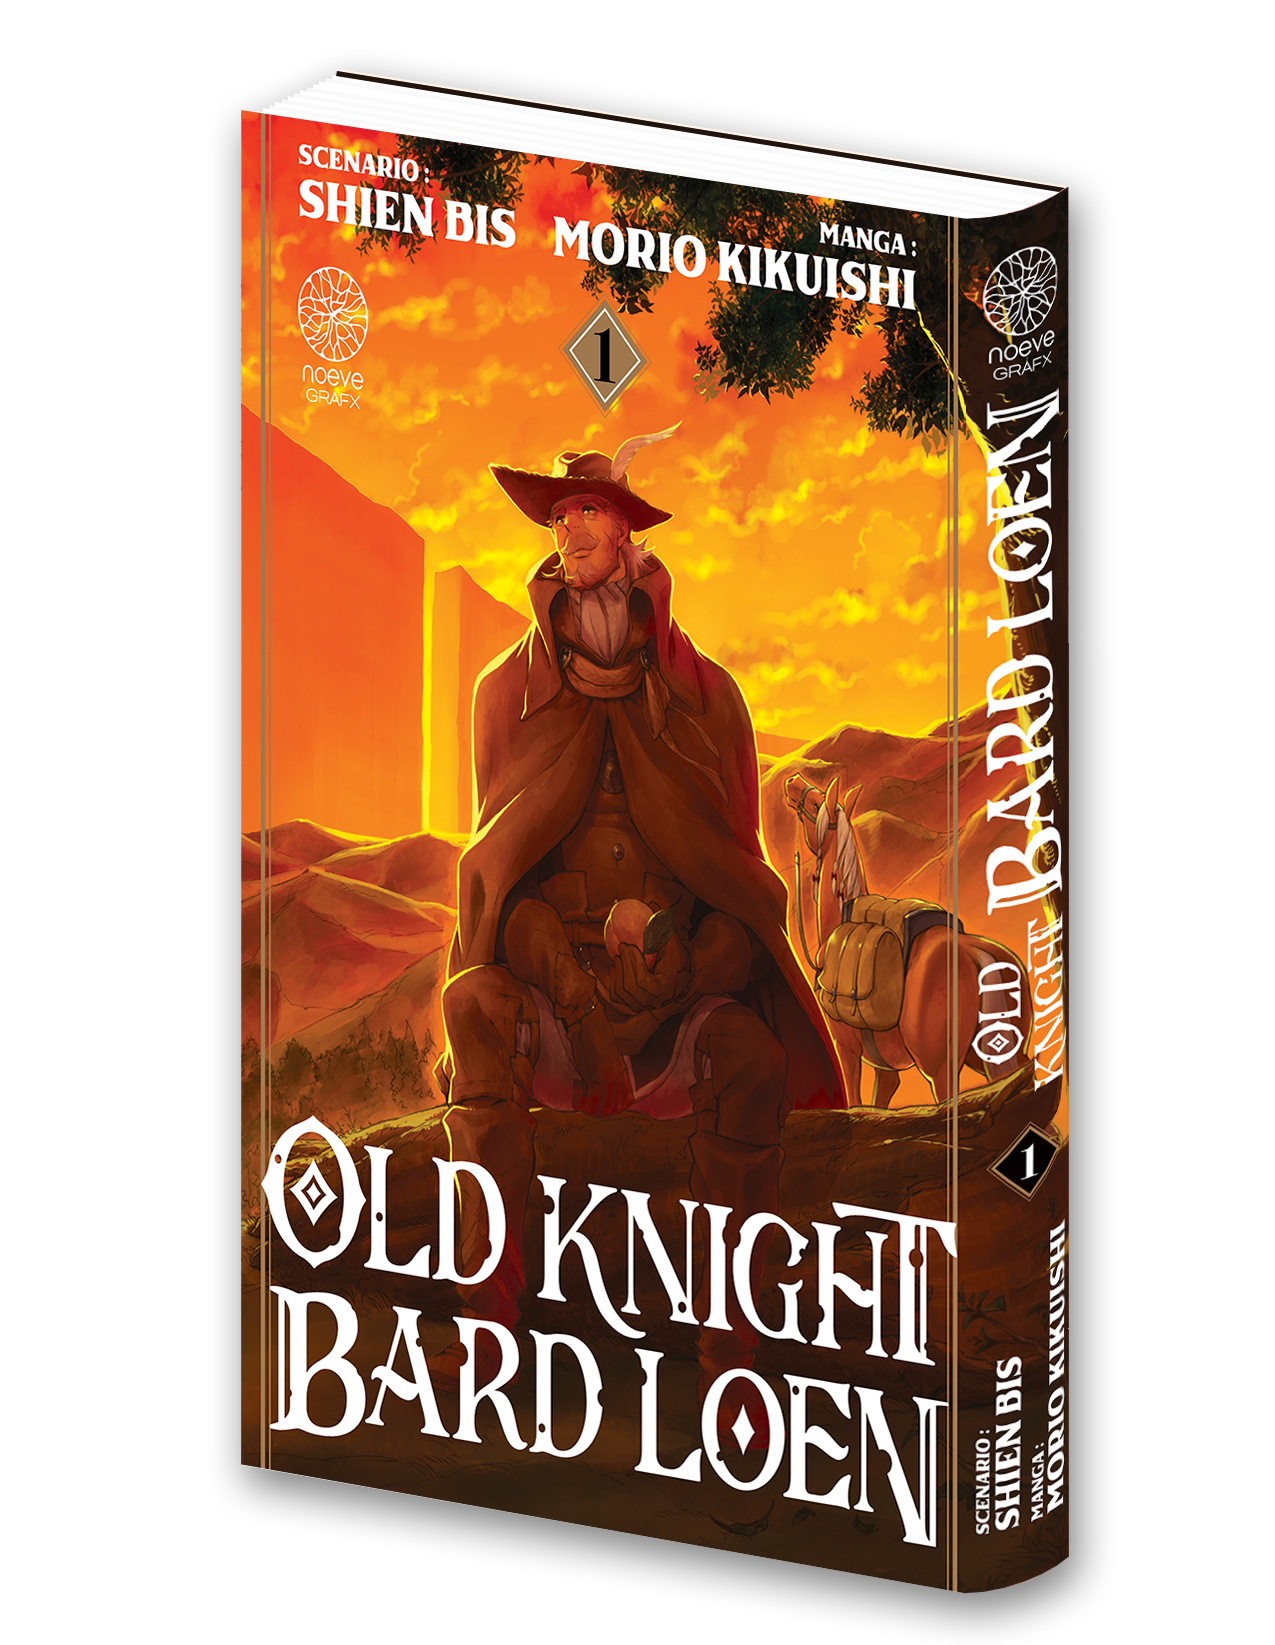 SCENARIO :
SHIEN BIS
MANGA :
MORIO KIKUISHI
noeve
GRAFX
1
OLD KNIGHT
BARD LOEN
noeve
GRAFX
OLD
KNIGHT
BARD LOEN
1
SCENARIO :
SHIEN BIS
MANGA :
MORIO KIKUISHI